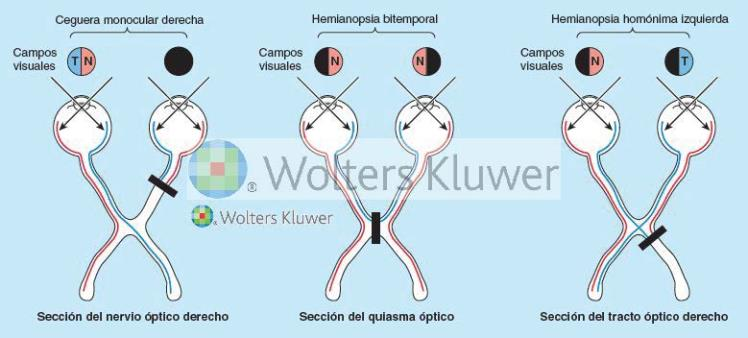 Ceguera monocular derecha
Campos
visuales
T N
Sección del nervio óptico derecho
Hemianopsia bitemporal
Campos
visuales
N
N
Sección del quiasma óptico
Hemianopsia homónima izquierda
Campos
visuales
N
T
Sección del tracto óptico derecho
® Wolters Kluwer
® Wolters Kluwer